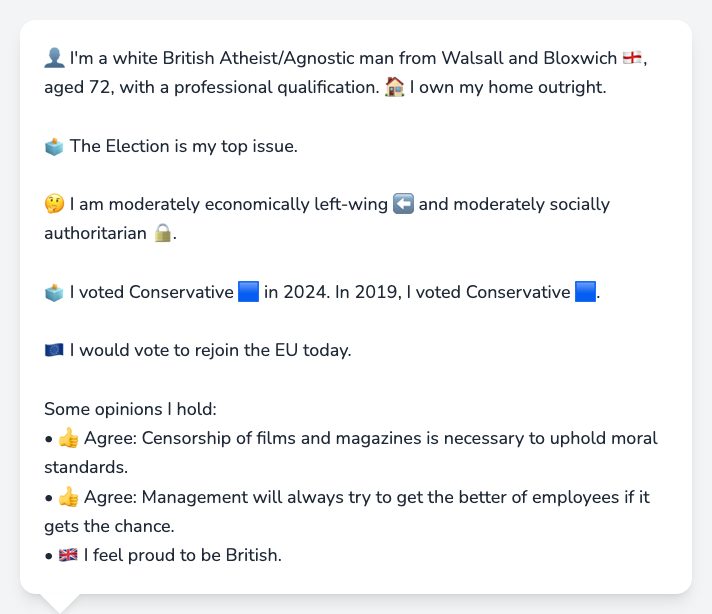 👤 I'm a white British Atheist/Agnostic man from Walsall and Bloxwich 🏴󠁧󠁢󠁥󠁮󠁧󠁿,
aged 72, with a professional qualification. 🏠 I own my home outright.
🗳️ The Election is my top issue.
🤔 I am moderately economically left-wing ⬅️ and moderately socially
authoritarian 🔒.
🗳️ I voted Conservative 🟦 in 2024. In 2019, I voted Conservative 🟦.
🇪🇺 I would vote to rejoin the EU today.
Some opinions I hold:
• 👍 Agree: Censorship of films and magazines is necessary to uphold moral
standards.
• 👍 Agree: Management will always try to get the better of employees if it
gets the chance.
• 🇬🇧 I feel proud to be British.